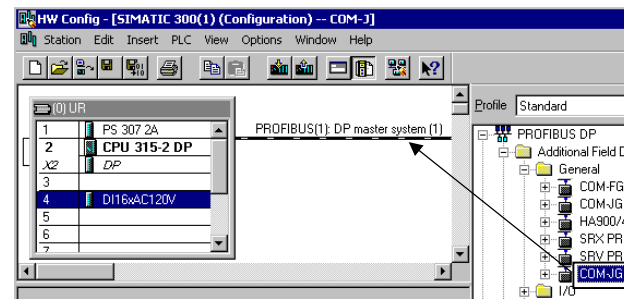 HW Config - [SIMATIC 300(1) (Configuration) -- COM-J]
Station Edit Insert PLC View Options Window Help
(0) UR
1 PS 307 2A
2 CPU 315-2 DP
X2 DP
3
4 DI16xAC120V
5
6
7
PROFIBUS(1): DP master system (1)
Profile Standard
PROFIBUS DP
Additional Field D
General
COM-FG
COM-JG
HA900/4
SRX PR
SRV PR
COM-JG
I/O